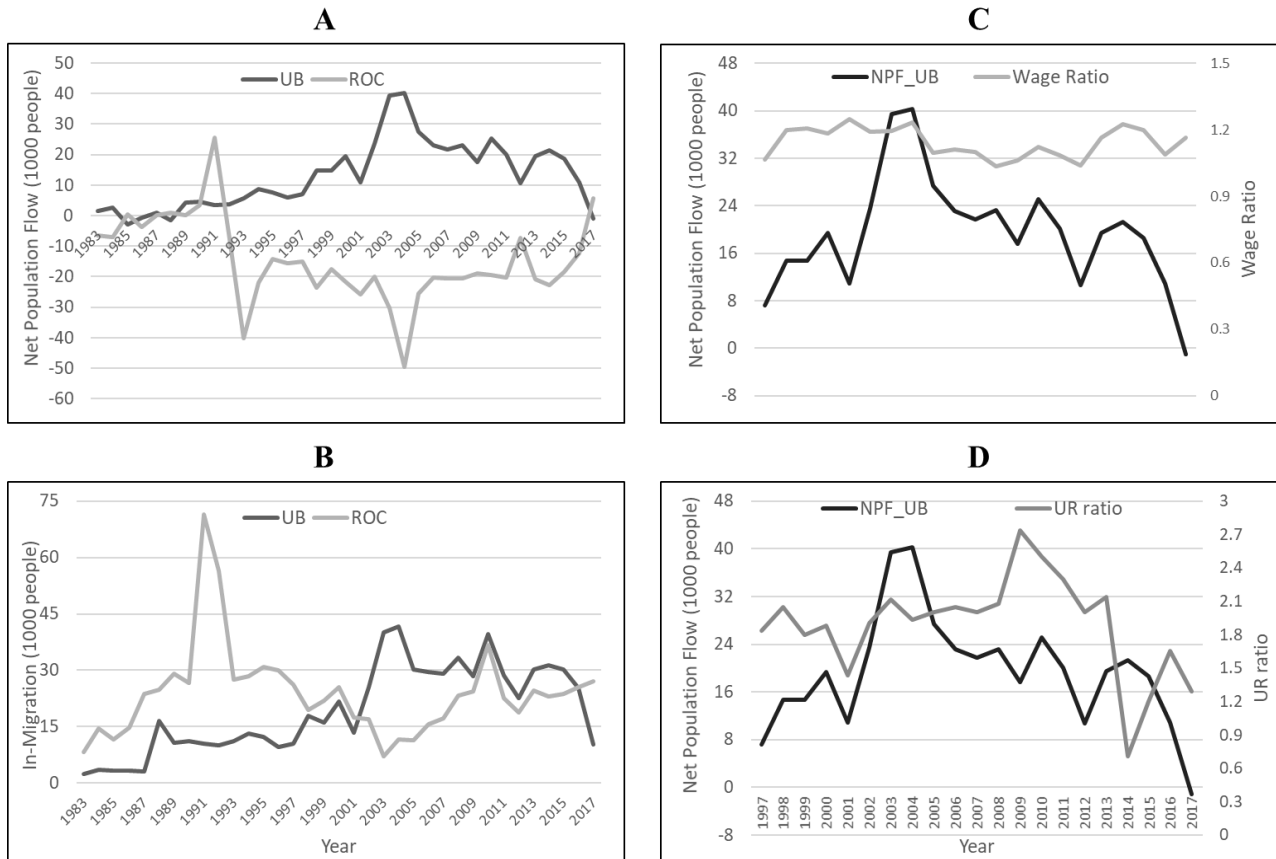 A
Net Population Flow (1000 people)
50
40
30
20
10
0
-10
-20
-30
-40
-50
-60
UB ROC
1983 1985 1987 1989 1991 1993 1995 1997 1999 2001 2003 2005 2007 2009 2011 2013 2015 2017
B
In-Migration (1000 people)
75
60
45
30
15
0
UB ROC
1983 1985 1987 1989 1991 1993 1995 1997 1999 2001 2003 2005 2007 2009 2011 2013 2015 2017
Year
C
Net Population Flow (1000 people)
48
40
32
24
16
8
0
-8
NPF_UB Wage Ratio
1.5
1.2
0.9
0.6
0.3
0
Wage Ratio
D
Net Population Flow (1000 people)
48
40
32
24
16
8
0
-8
NPF_UB UR ratio
3
2.7
2.4
2.1
1.8
1.5
1.2
0.9
0.6
0.3
0
UR ratio
1997 1998 1999 2000 2001 2002 2003 2004 2005 2006 2007 2008 2009 2010 2011 2012 2013 2014 2015 2016 2017
Year